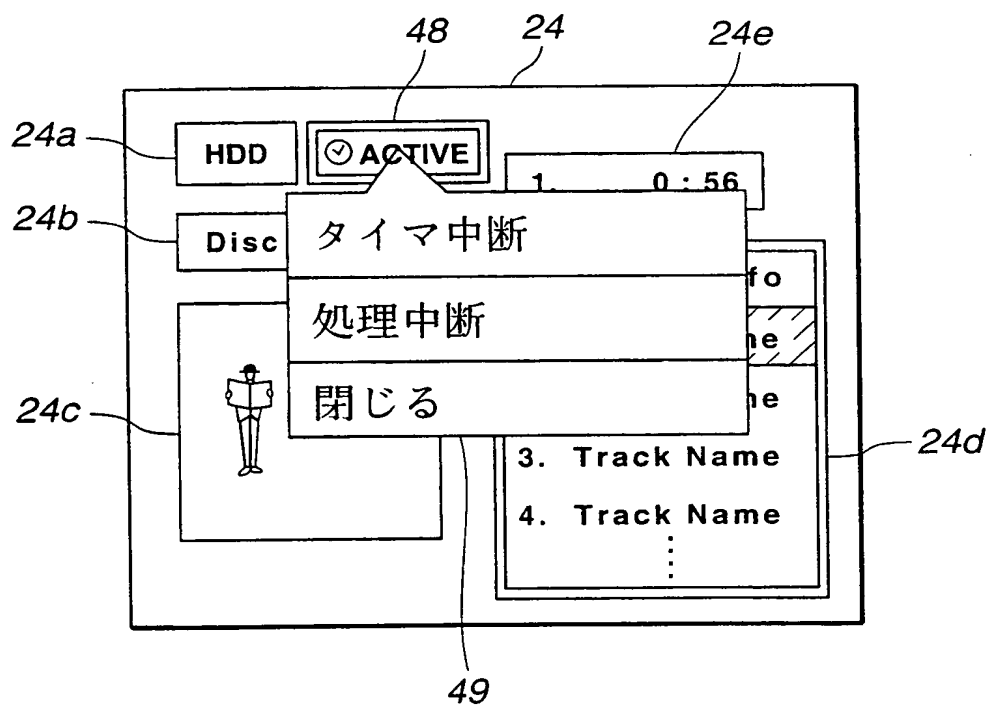 48
24
24e
24a
HDD
ACTIVE
1. 0:56
24b
Disc
タイマ中断
処理中断
閉じる
24c
24d
3. Track Name
4. Track Name
49